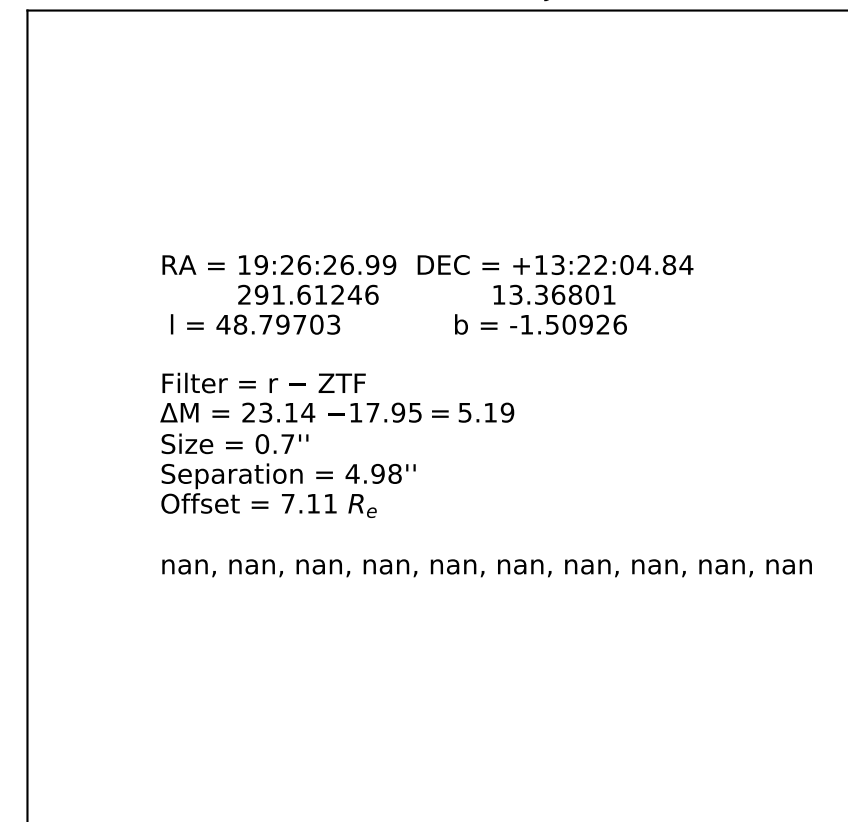 RA = 19:26:26.99 DEC = +13:22:04.84
291.61246 13.36801
l = 48.79703 b = -1.50926
Filter = r − ZTF
ΔM = 23.14 −17.95 = 5.19
Size = 0.7''
Separation = 4.98''
Offset = 7.11 Rₑ
nan, nan, nan, nan, nan, nan, nan, nan, nan, nan